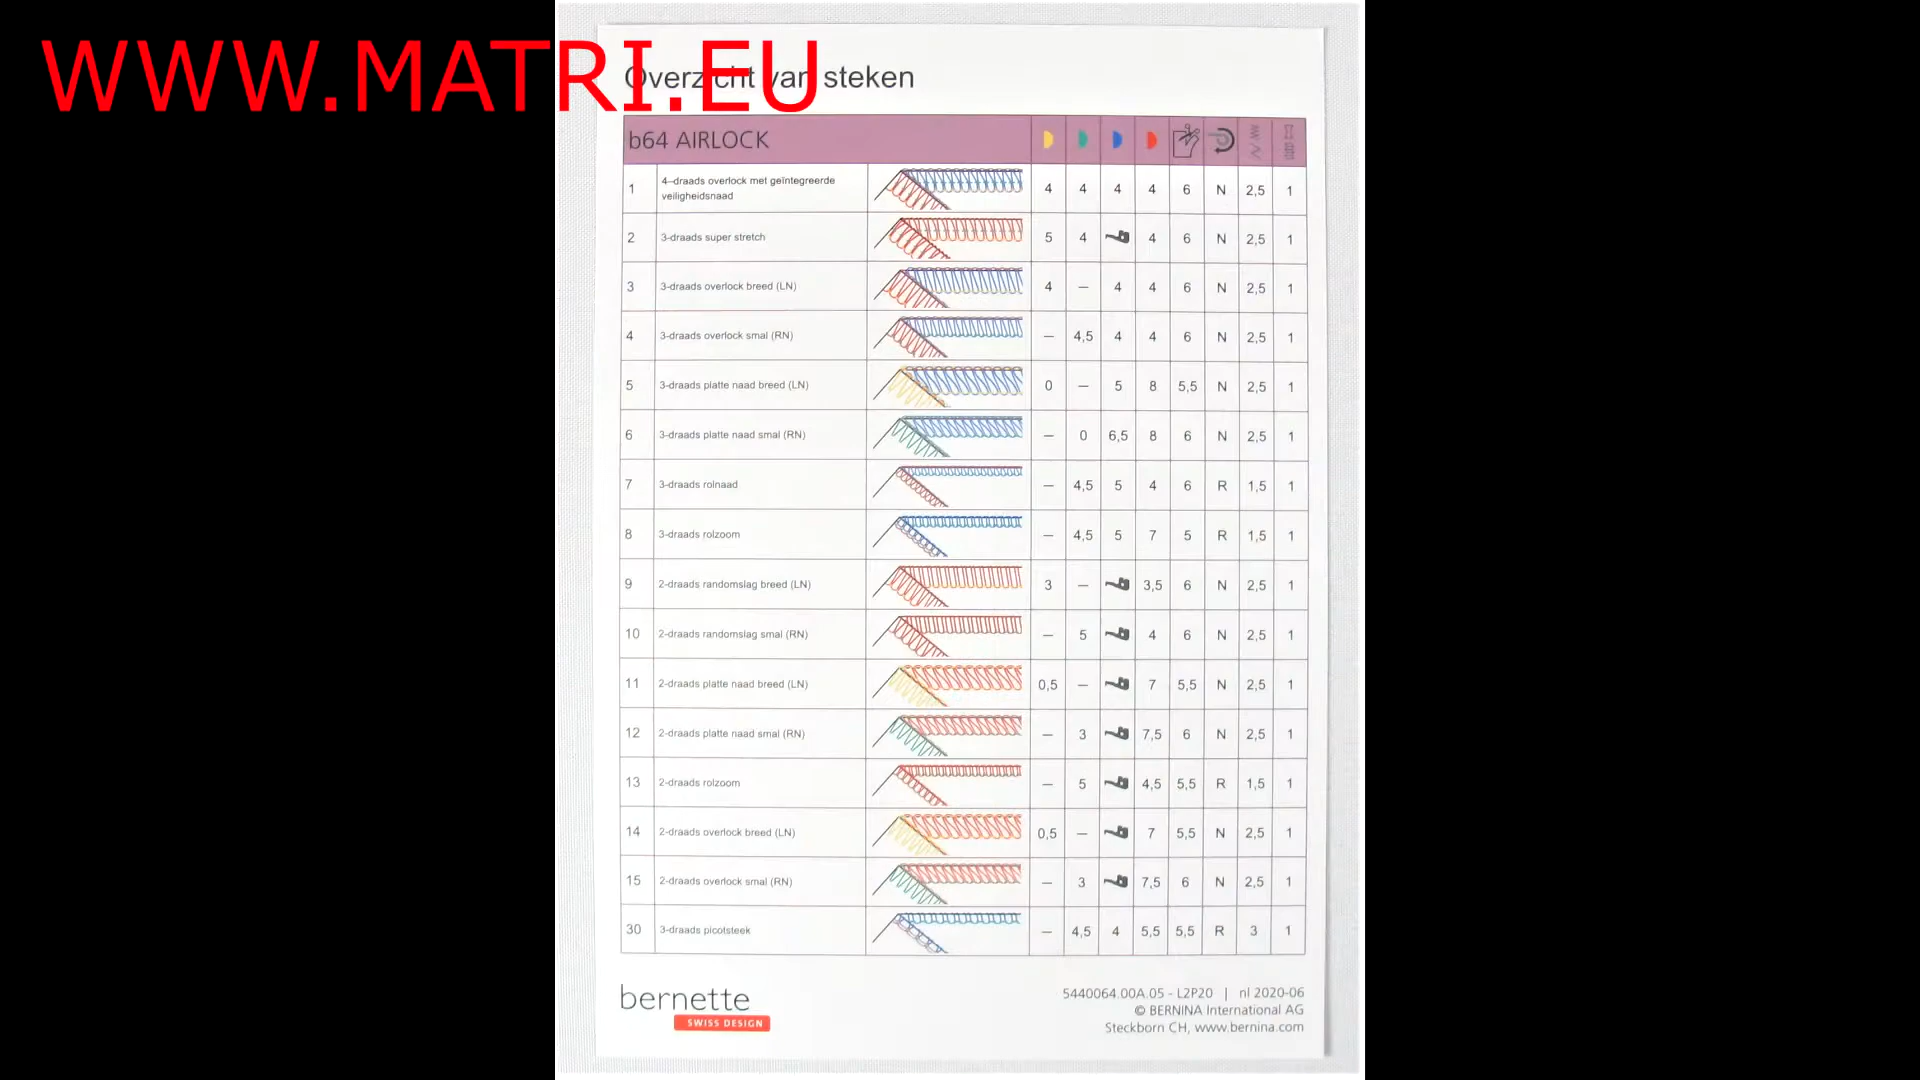 WWW.MATRI.EU
Overzicht van steken
b64 AIRLOCK
1 4–draads overlock met geïntegreerde veiligheidsnaad 4 4 4 4 6 N 2,5 1
2 3-draads super stretch 5 4 4 6 N 2,5 1
3 3-draads overlock breed (LN) 4 – 4 4 6 N 2,5 1
4 3-draads overlock smal (RN) – 4,5 4 4 6 N 2,5 1
5 3-draads platte naad breed (LN) 0 – 5 8 5,5 N 2,5 1
6 3-draads platte naad smal (RN) – 0 6,5 8 6 N 2,5 1
7 3-draads rolnaad – 4,5 5 4 6 R 1,5 1
8 3-draads rolzoom – 4,5 5 7 5 R 1,5 1
9 2-draads randomslag breed (LN) 3 – 3,5 6 N 2,5 1
10 2-draads randomslag smal (RN) – 5 4 6 N 2,5 1
11 2-draads platte naad breed (LN) 0,5 – 7 5,5 N 2,5 1
12 2-draads platte naad smal (RN) – 3 7,5 6 N 2,5 1
13 2-draads rolzoom – 5 4,5 5,5 R 1,5 1
14 2-draads overlock breed (LN) 0,5 – 7 5,5 N 2,5 1
15 2-draads overlock smal (RN) – 3 7,5 6 N 2,5 1
30 3-draads picotsteek – 4,5 4 5,5 5,5 R 3 1
bernette
SWISS DESIGN
5440064.00A.05 - L2P20 | nl 2020-06
© BERNINA International AG
Steckborn CH, www.bernina.com